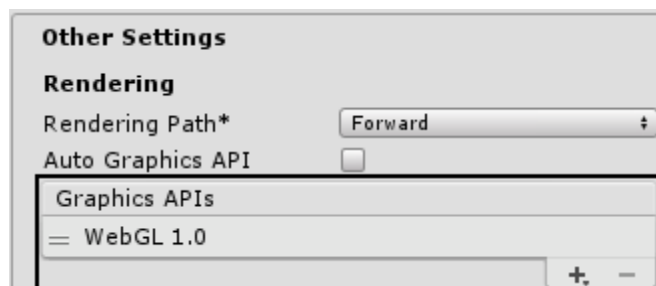 Other Settings
Rendering
Rendering Path* Forward
Auto Graphics API
Graphics APIs
= WebGL 1.0